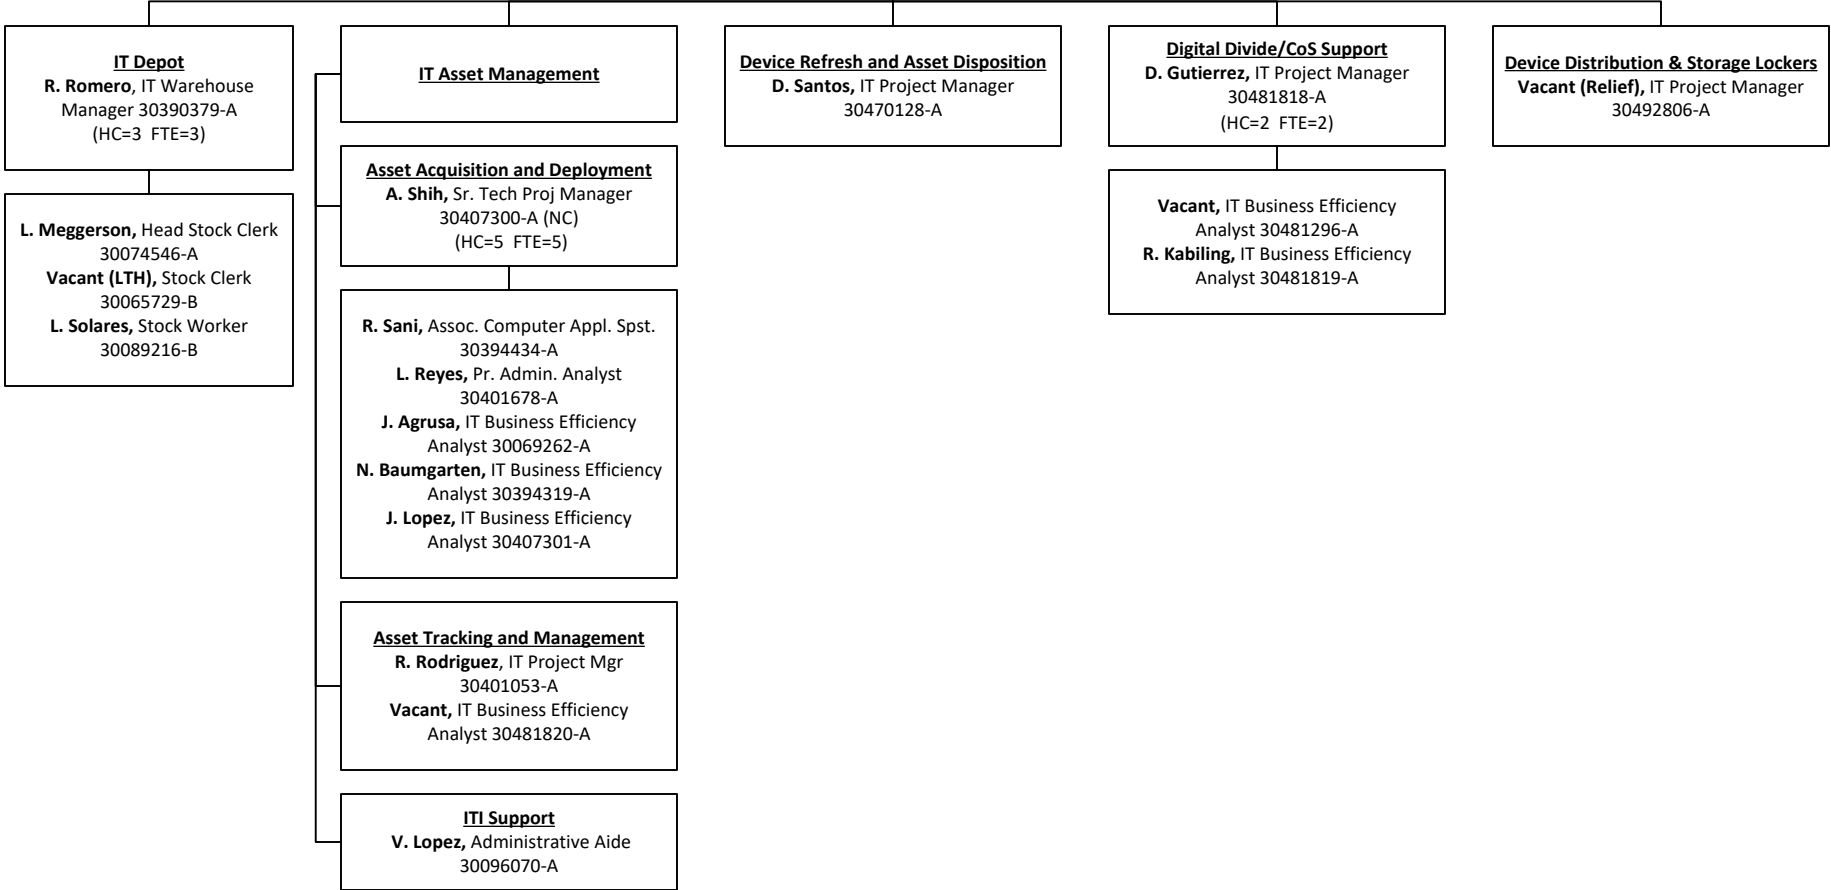 IT Depot
R. Romero, IT Warehouse
Manager 30390379-A
(HC=3 FTE=3)
L. Meggerson, Head Stock Clerk
30074546-A
Vacant (LTH), Stock Clerk
30065729-B
L. Solares, Stock Worker
30089216-B
IT Asset Management
Asset Acquisition and Deployment
A. Shih, Sr. Tech Proj Manager
30407300-A (NC)
(HC=5 FTE=5)
R. Sani, Assoc. Computer Appl. Spst.
30394434-A
L. Reyes, Pr. Admin. Analyst
30401678-A
J. Agrusa, IT Business Efficiency
Analyst 30069262-A
N. Baumgarten, IT Business Efficiency
Analyst 30394319-A
J. Lopez, IT Business Efficiency
Analyst 30407301-A
Asset Tracking and Management
R. Rodriguez, IT Project Mgr
30401053-A
Vacant, IT Business Efficiency
Analyst 30481820-A
ITI Support
V. Lopez, Administrative Aide
30096070-A
Device Refresh and Asset Disposition
D. Santos, IT Project Manager
30470128-A
Digital Divide/CoS Support
D. Gutierrez, IT Project Manager
30481818-A
(HC=2 FTE=2)
Vacant, IT Business Efficiency
Analyst 30481296-A
R. Kabiling, IT Business Efficiency
Analyst 30481819-A
Device Distribution & Storage Lockers
Vacant (Relief), IT Project Manager
30492806-A